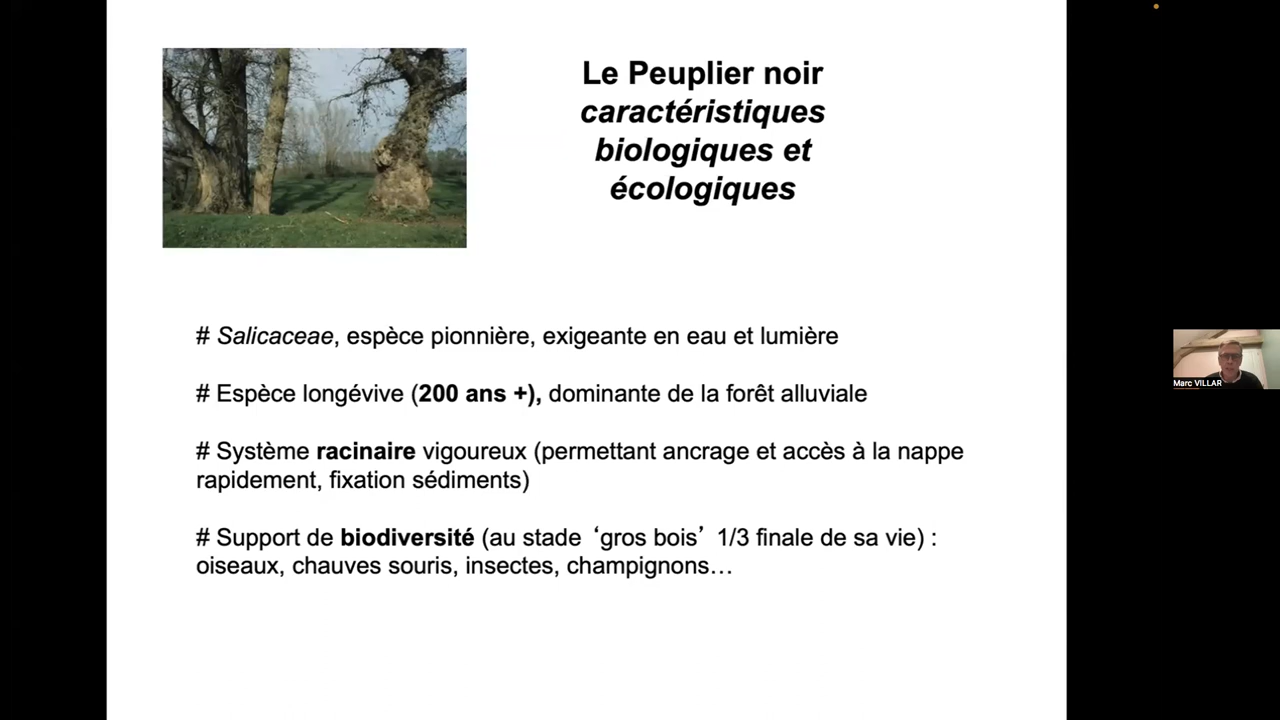 Le Peuplier noir
caractéristiques
biologiques et
écologiques
# Salicaceae, espèce pionnière, exigeante en eau et lumière
# Espèce longévive (200 ans +), dominante de la forêt alluviale
# Système racinaire vigoureux (permettant ancrage et accès à la nappe
rapidement, fixation sédiments)
# Support de biodiversité (au stade ‘gros bois’ 1/3 finale de sa vie) :
oiseaux, chauves souris, insectes, champignons…
Marc VILLAR